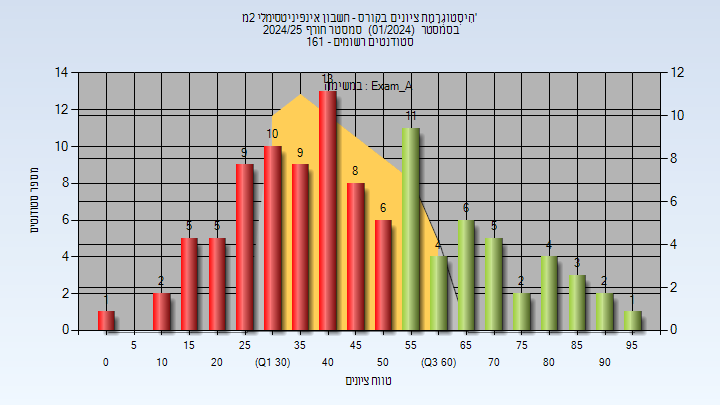 היסטוגרמת ציונים בקורס - חשבון אינפיניטסימלי 2מ'
בסמסטר (01/2024) סמסטר חורף 2024/25
סטודנטים רשומים - 161
במשימה : Exam_A
מספר סטודנטים
14 12 10 8 6 4 2 0
12 10 8 6 4 2 0
1 2 5 5 9 10 9 13 8 6 11 4 6 5 2 4 3 2 1
5 15 25 35 45 55 65 75 85 95
0 10 20 (Q1 30) 40 50 (Q3 60) 70 80 90
טווח ציונים